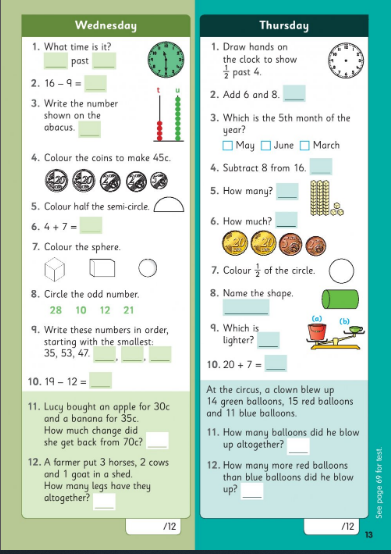 Wednesday
1. What time is it?
past
2. 16 – 9 =
3. Write the number
shown on the
abacus.
t u
4. Colour the coins to make 45c.
5. Colour half the semi-circle.
6. 4 + 7 =
7. Colour the sphere.
8. Circle the odd number.
28 10 12 21
9. Write these numbers in order,
starting with the smallest:
35, 53, 47. , ,
10. 19 – 12 =
11. Lucy bought an apple for 30c
and a banana for 35c.
How much change did
she get back from 70c?
12. A farmer put 3 horses, 2 cows
and 1 goat in a shed.
How many legs have they
altogether?
/12
Thursday
1. Draw hands on
the clock to show
1/2 past 4.
2. Add 6 and 8.
3. Which is the 5th month of the
year?
May June March
4. Subtract 8 from 16.
5. How many?
6. How much?
7. Colour 1/2 of the circle.
8. Name the shape.
9. Which is
lighter?
(a) (b)
10. 20 + 7 =
At the circus, a clown blew up
14 green balloons, 15 red balloons
and 11 blue balloons.
11. How many balloons did he blow
up altogether?
12. How many more red balloons
than blue balloons did he blow
up?
/12
See page 69 for test.
13